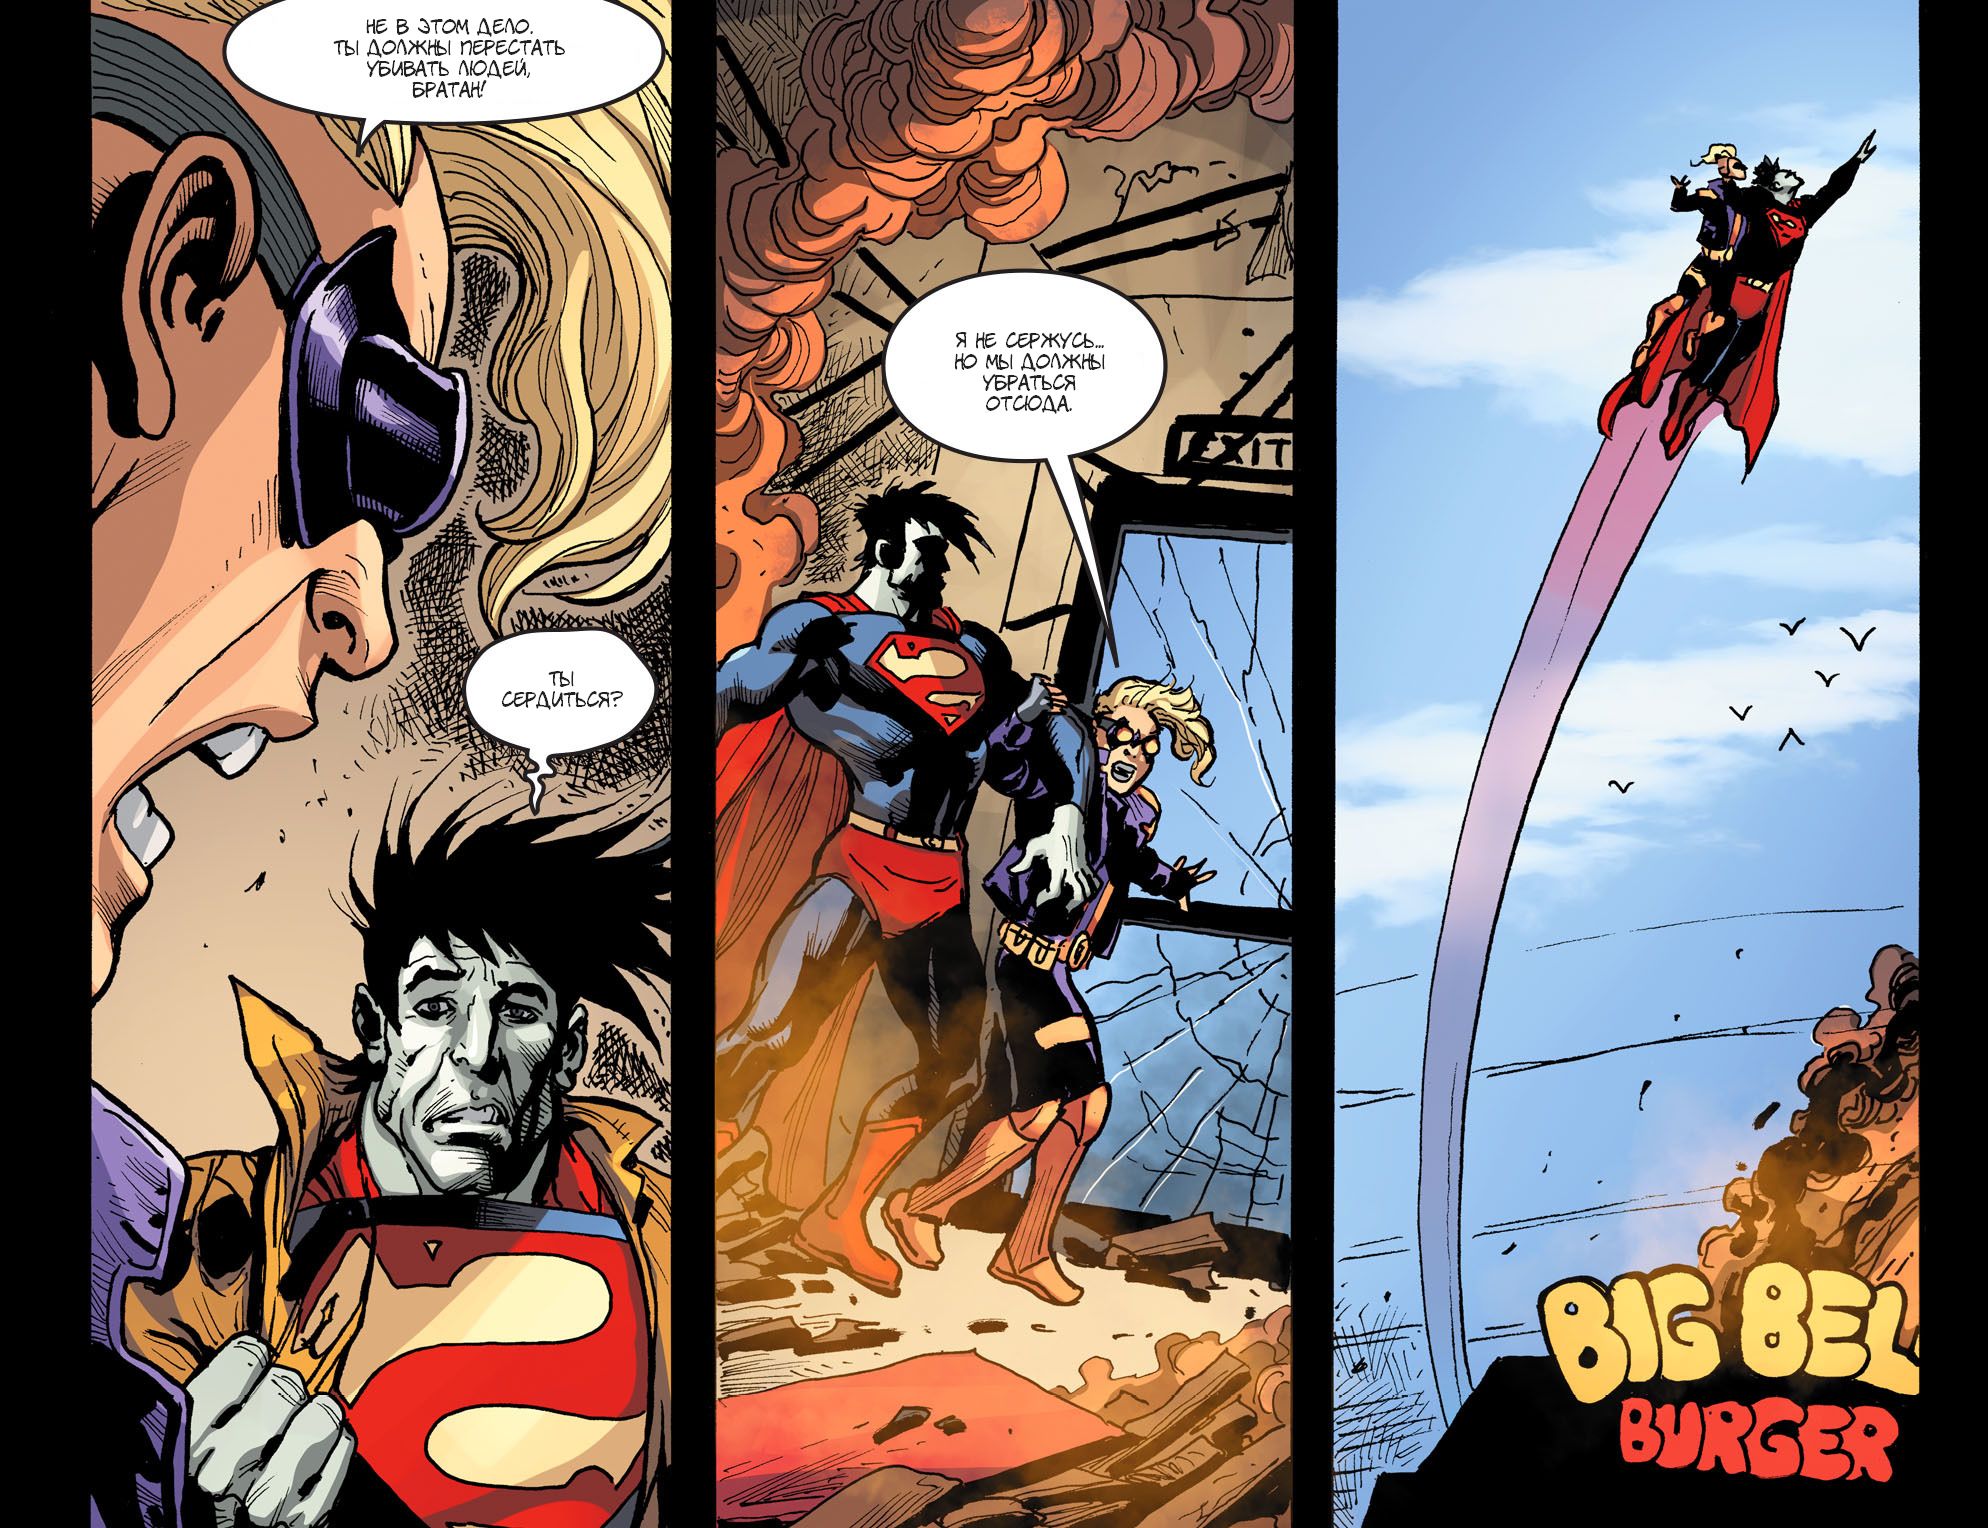 НЕ В ЭТОМ ДЕЛО.
ТЫ ДОЛЖНЫ ПЕРЕСТАТЬ
УБИВАТЬ ЛЮДЕЙ,
БРАТАН!
ТЫ
СЕРДИТЬСЯ?
Я НЕ СЕРЖУСЬ...
НО МЫ ДОЛЖНЫ
УБРАТЬСЯ
ОТСЮДА.
EXIT
BIG BEL
BURGER